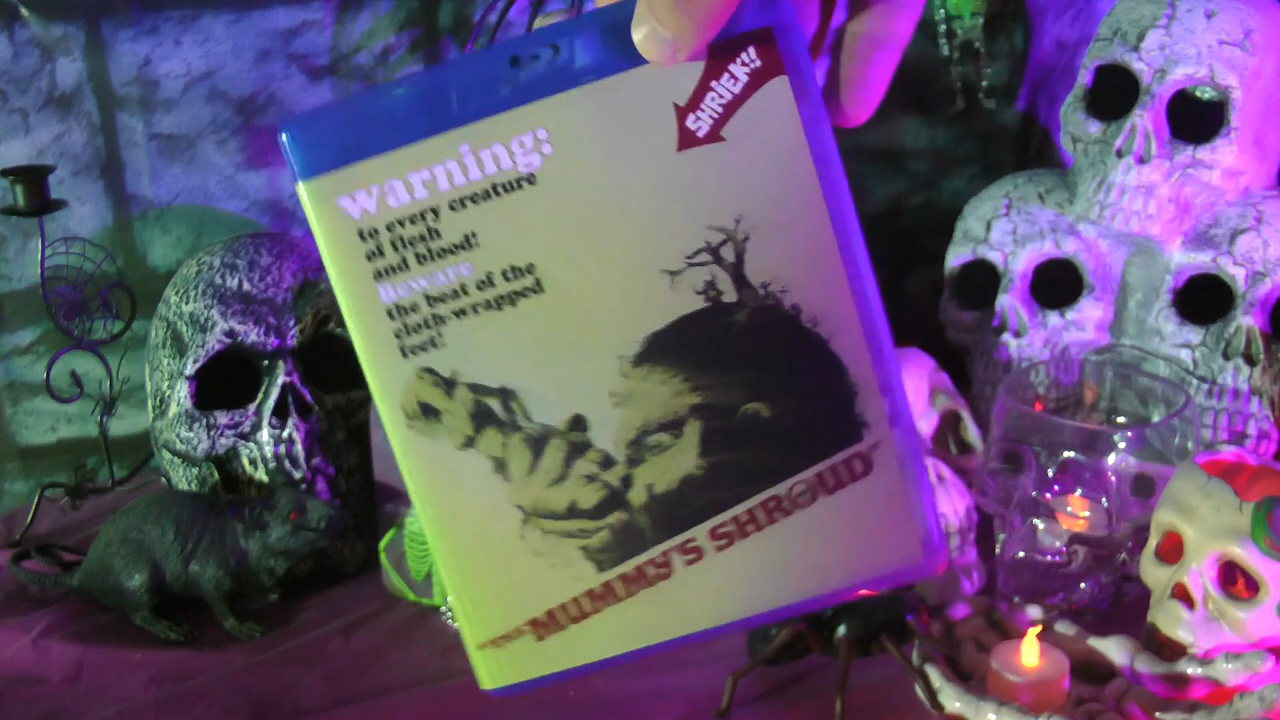 SHRIEK!!
warning:
to every creature
of flesh
and blood!
Beware
the beat of the
cloth-wrapped
feet!
THE MUMMY'S SHROUD